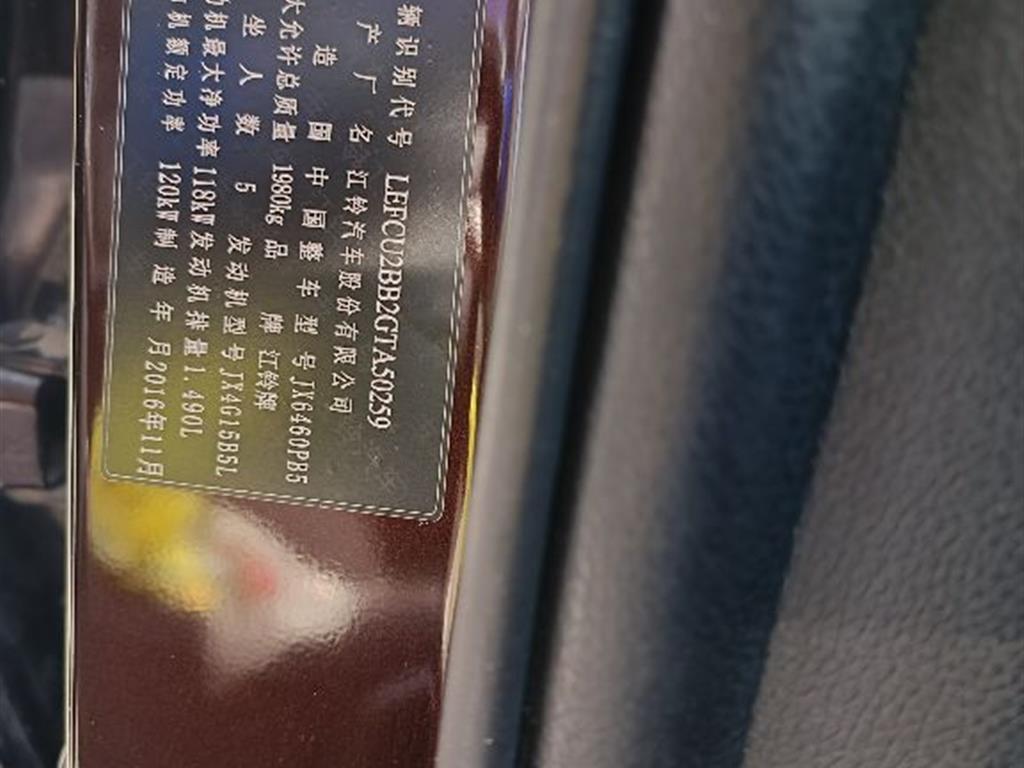 辆识别代号 LEFCU2BB2GTA50259
产厂名 江铃汽车股份有限公司
造国 中国 整车型号 JX6460PB5
大允许总质量 1980kg 品牌 江铃牌
坐人数 5 发动机型号 JX4G15B5L
动机最大净功率 118kW 发动机排量 1.490L
机额定功率 120kW 制造年月 2016年11月